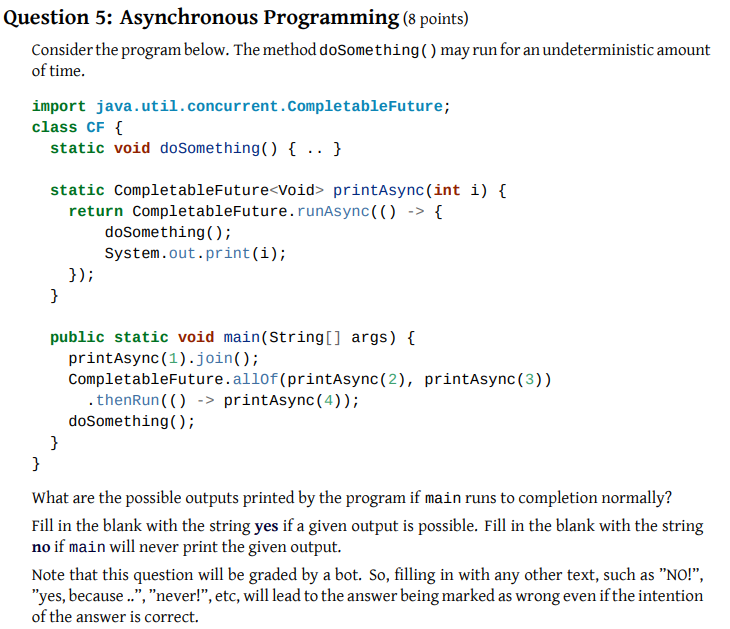 Question 5: Asynchronous Programming (8 points)
Consider the program below. The method doSomething() may run for an undeterministic amount
of time.
import java.util.concurrent.CompletableFuture;
class CF {
  static void doSomething() { .. }
  static CompletableFuture<Void> printAsync(int i) {
    return CompletableFuture.runAsync(() -> {
        doSomething();
        System.out.print(i);
    });
  }
  public static void main(String[] args) {
    printAsync(1).join();
    CompletableFuture.allOf(printAsync(2), printAsync(3))
      .thenRun(() -> printAsync(4));
    doSomething();
  }
}
What are the possible outputs printed by the program if main runs to completion normally?
Fill in the blank with the string yes if a given output is possible. Fill in the blank with the string
no if main will never print the given output.
Note that this question will be graded by a bot. So, filling in with any other text, such as ”NO!”,
”yes, because ..”, ”never!”, etc, will lead to the answer being marked as wrong even if the intention
of the answer is correct.